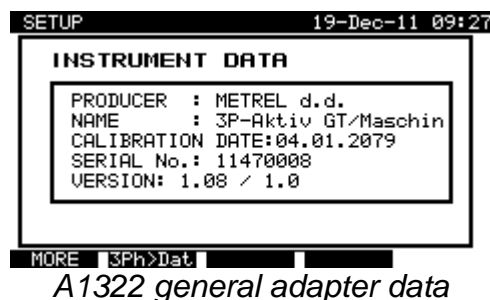 SETUP 19-Dec-11 09:27
INSTRUMENT DATA
PRODUCER : METREL d.d.
NAME : 3P-Aktiv GT/Maschin
CALIBRATION DATE:04.01.2079
SERIAL No.: 11470008
VERSION: 1.08 / 1.0
MORE 3Ph>Dat
A1322 general adapter data